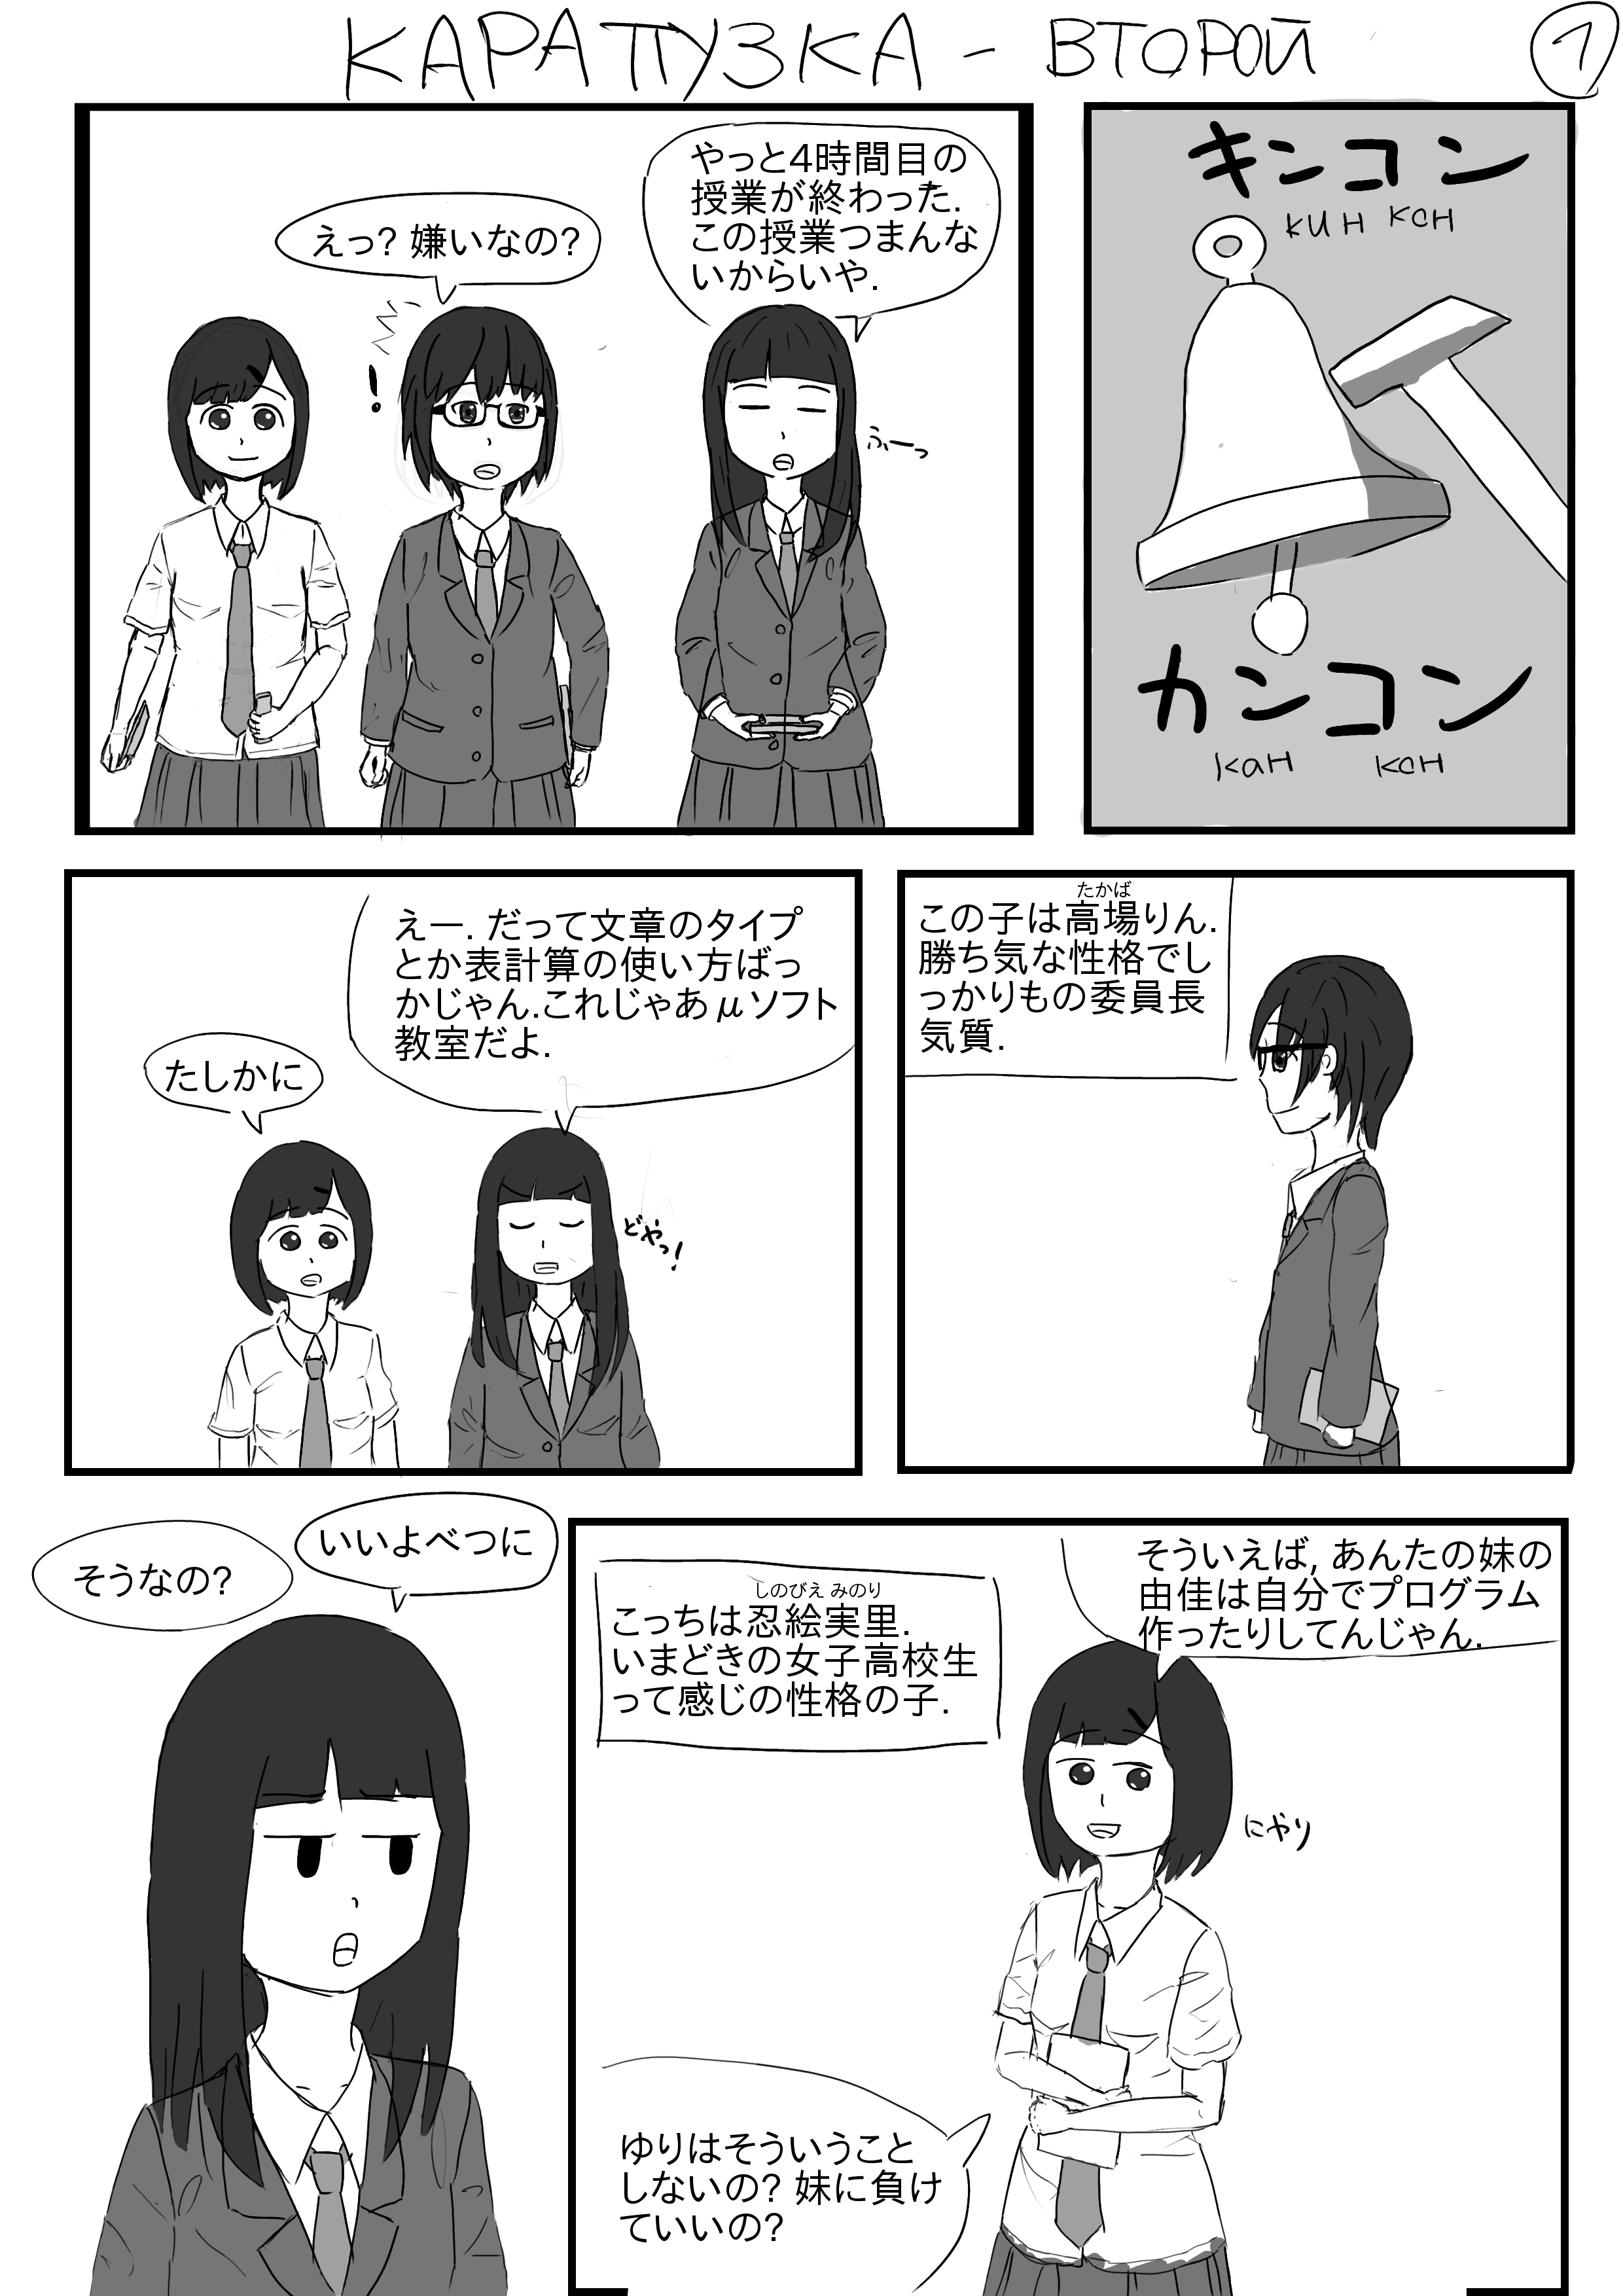 КАРАПУЗКА - ВТОРОЙ
1
キンコン
кин кон
カンコン
кан кон
やっと4時間目の
授業が終わった.
この授業つまんな
いからいや.
ふーっ
えっ? 嫌いなの?
!
たかば
この子は高場りん.
勝ち気な性格でし
っかりもの委員長
気質.
えー. だって文章のタイプ
とか表計算の使い方ばっ
かじゃん.これじゃあμソフト
教室だよ.
どやっ!
たしかに
そういえば, あんたの妹の
由佳は自分でプログラム
作ったりしてんじゃん.
しのびえ みのり
こっちは忍絵実里.
いまどきの女子高校生
って感じの性格の子.
にやり
ゆりはそういうこと
しないの? 妹に負け
ていいの?
いいよべつに
そうなの?